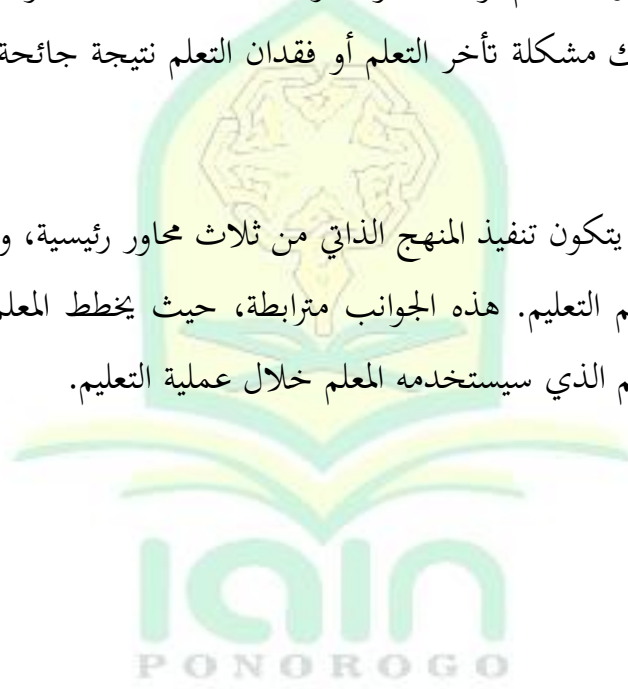 ك مشكلة تأخر التعلم أو فقدان التعلم نتيجة جائحة
يتكون تنفيذ المنهج الذاتي من ثلاث محاور رئيسية، و
م التعليم. هذه الجوانب مترابطة، حيث يخطط المعلم
م الذي سيستخدمه المعلم خلال عملية التعليم.
iain
PONOROGO